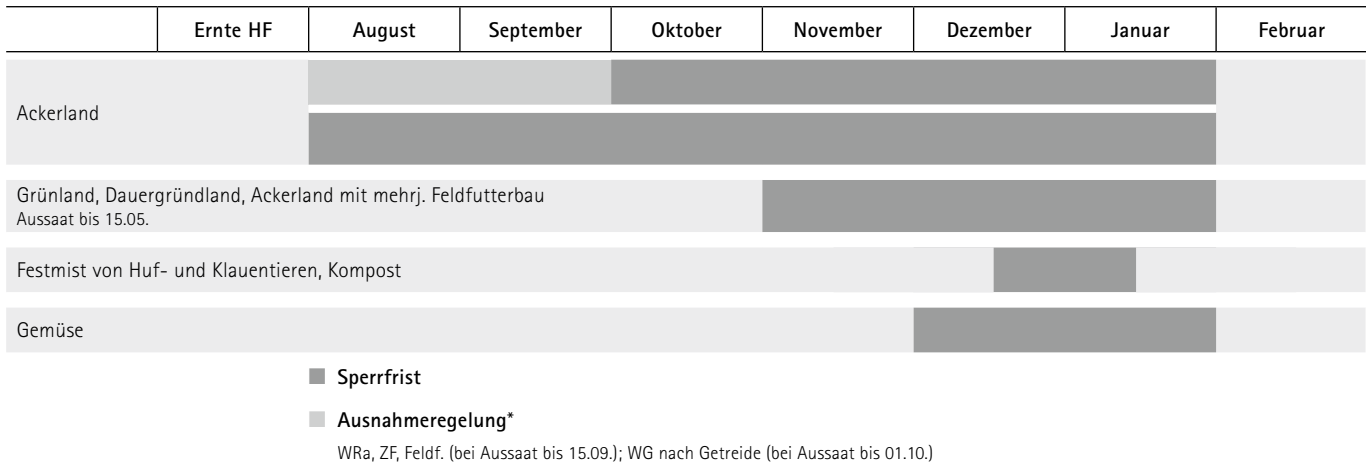 Ernte HF August September Oktober November Dezember Januar Februar
Ackerland
Grünland, Dauergründland, Ackerland mit mehrj. Feldfutterbau
Aussaat bis 15.05.
Festmist von Huf- und Klauentieren, Kompost
Gemüse
Sperrfrist
Ausnahmeregelung*
WRa, ZF, Feldf. (bei Aussaat bis 15.09.); WG nach Getreide (bei Aussaat bis 01.10.)